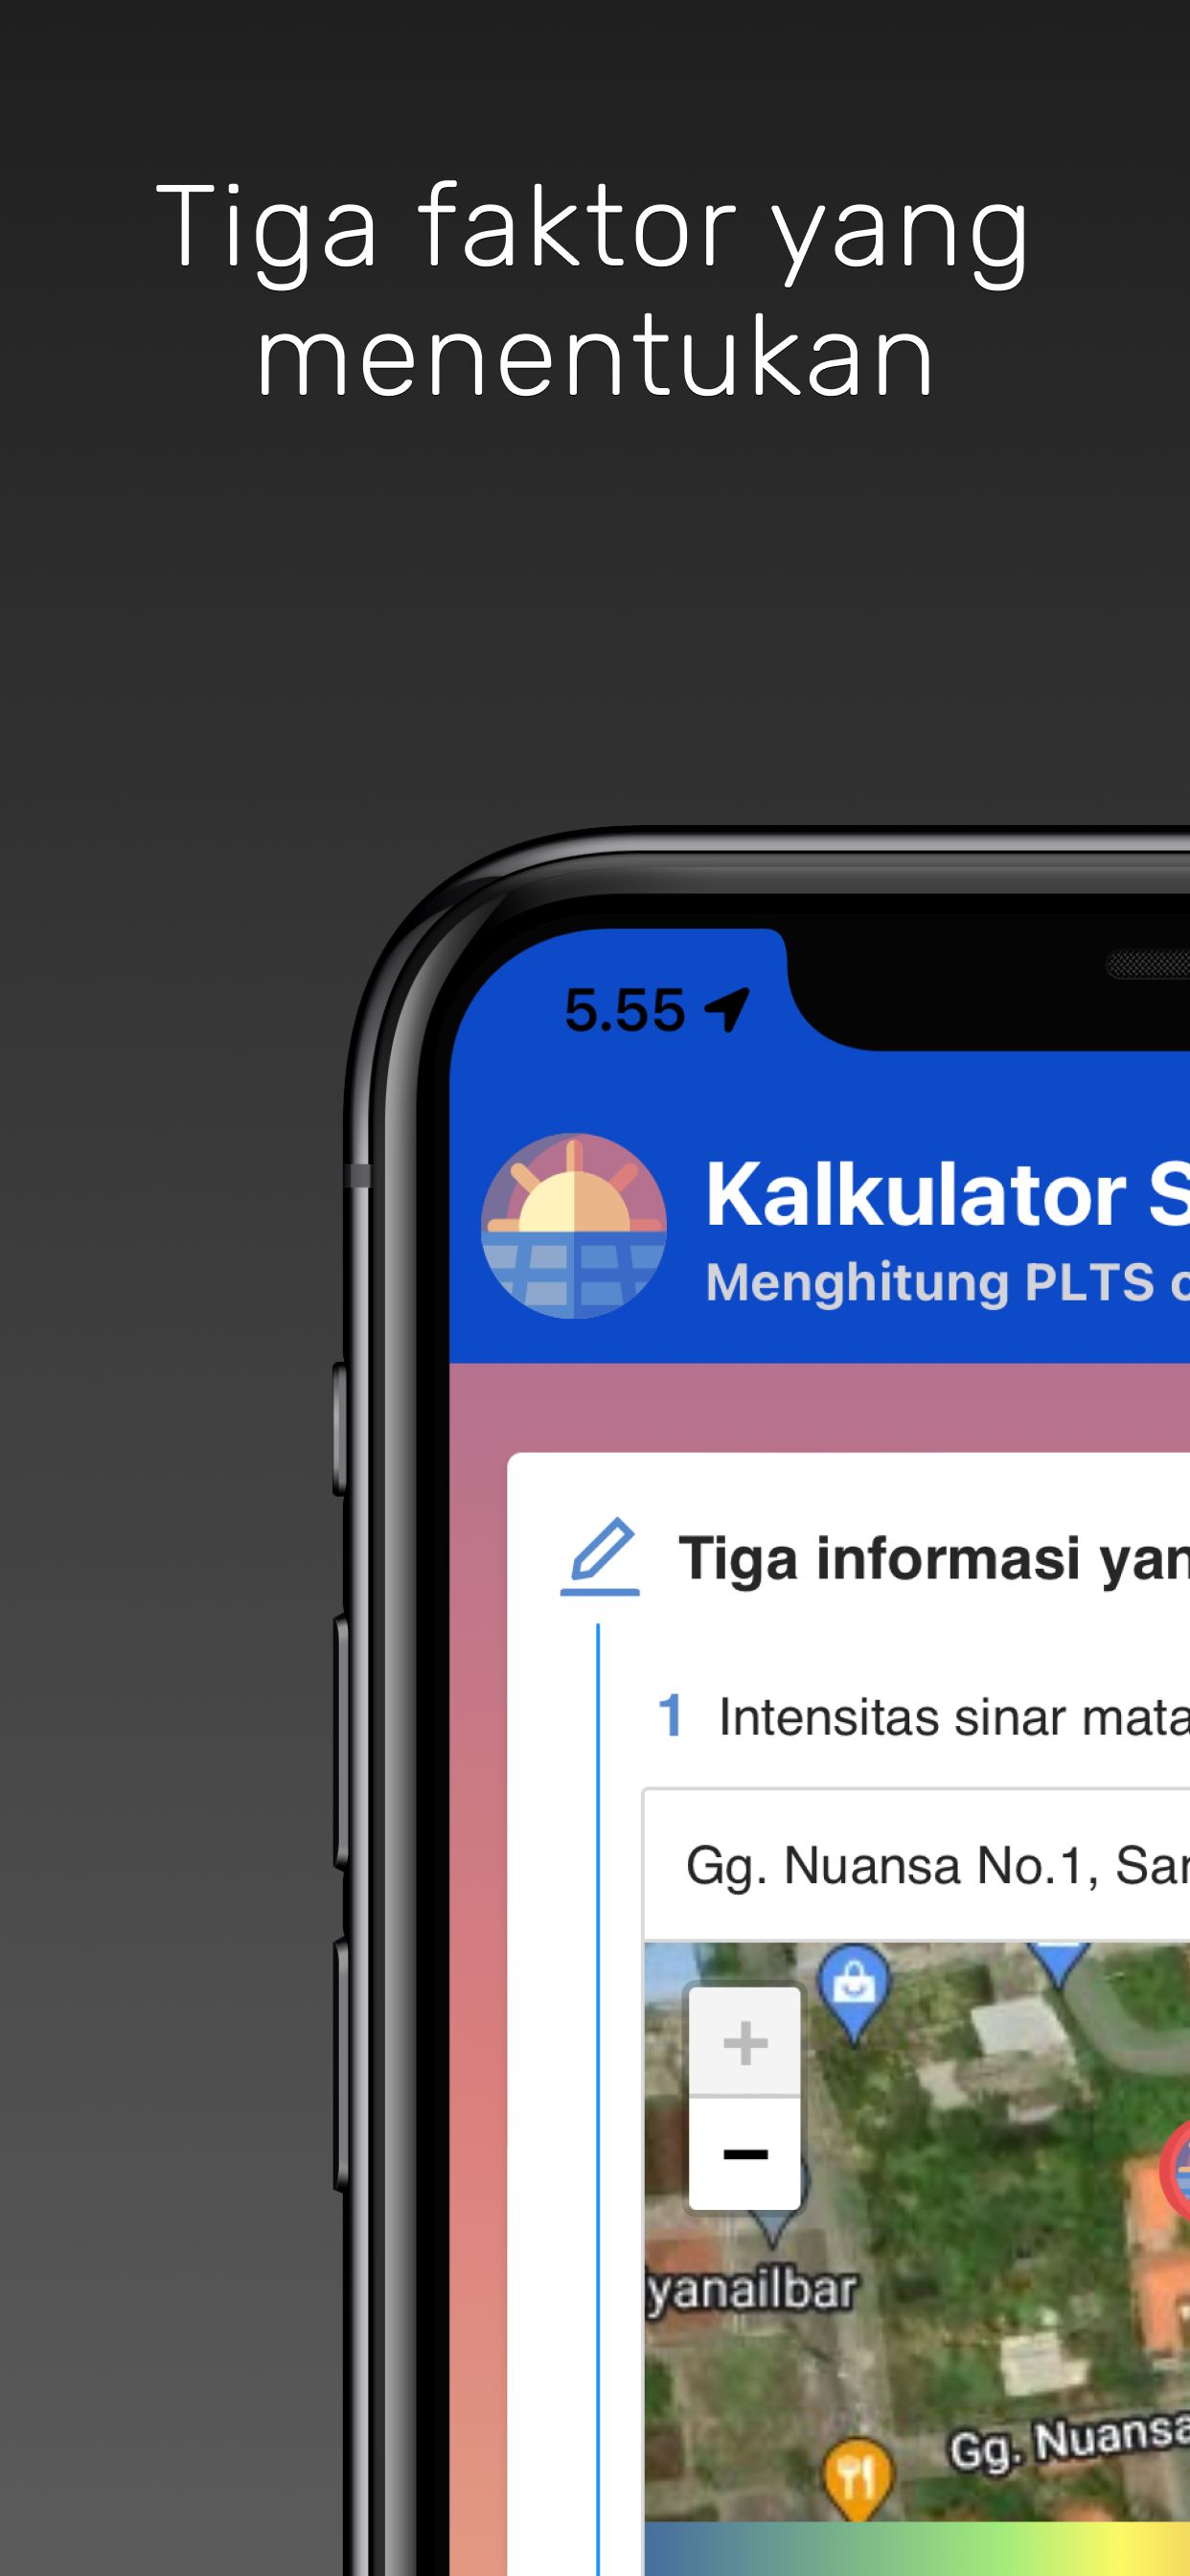 Tiga faktor yang
menentukan
5.55
Kalkulator S
Menghitung PLTS
Tiga informasi yan
1 Intensitas sinar mata
Gg. Nuansa No.1, Sar
+
−
yanailbar
Gg. Nuansa